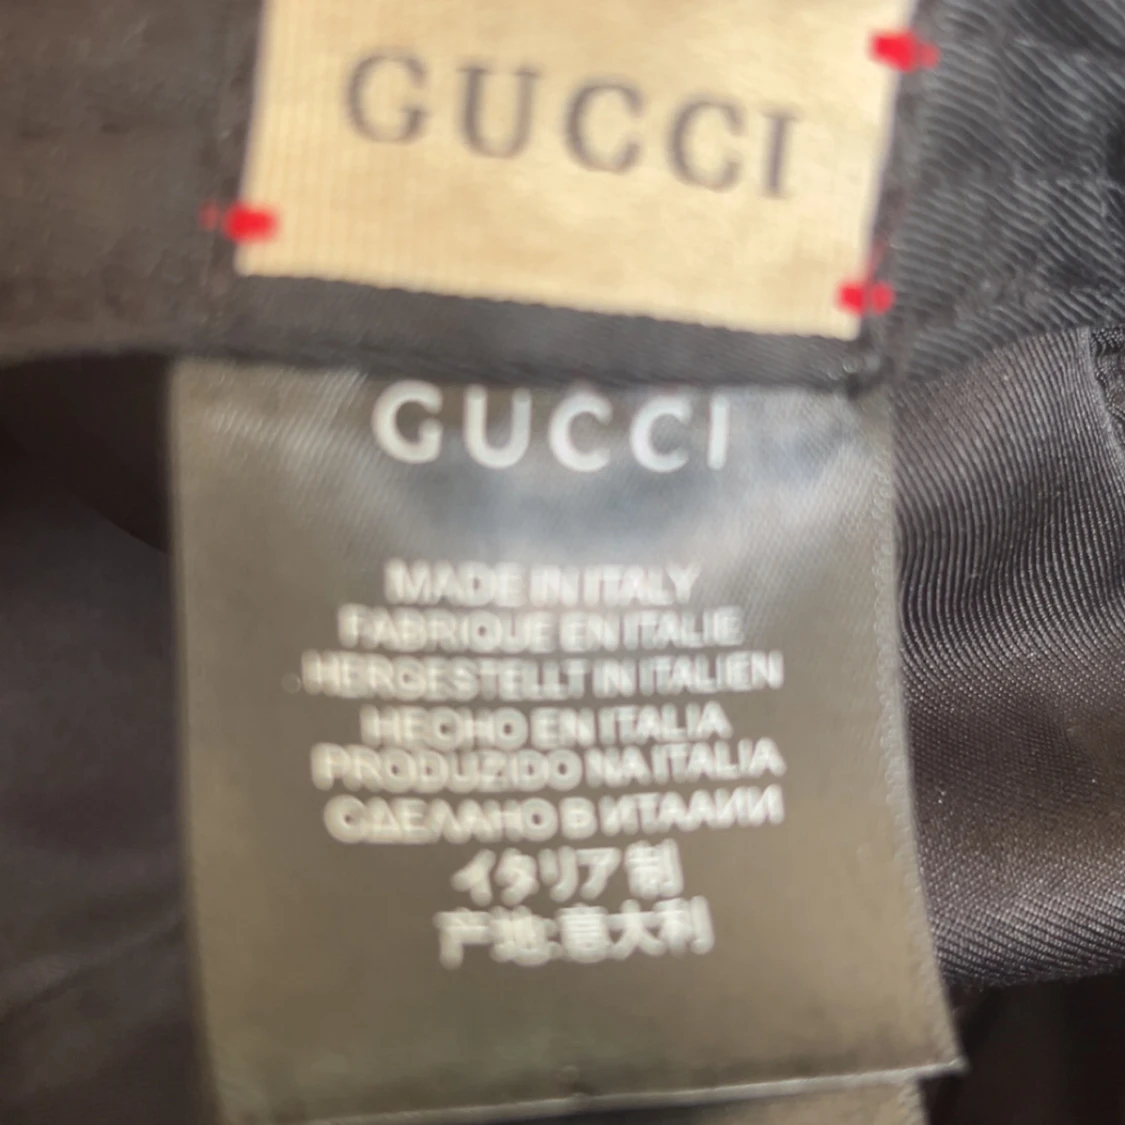 GUCCI
GUCCI
MADE IN ITALY
FABRIQUE EN ITALIE
HERGESTELLT IN ITALIEN
HECHO EN ITALIA
PRODUZIDO NA ITALIA
СДЕЛАНО В ИТАЛИИ
イタリア制
产地:意大利